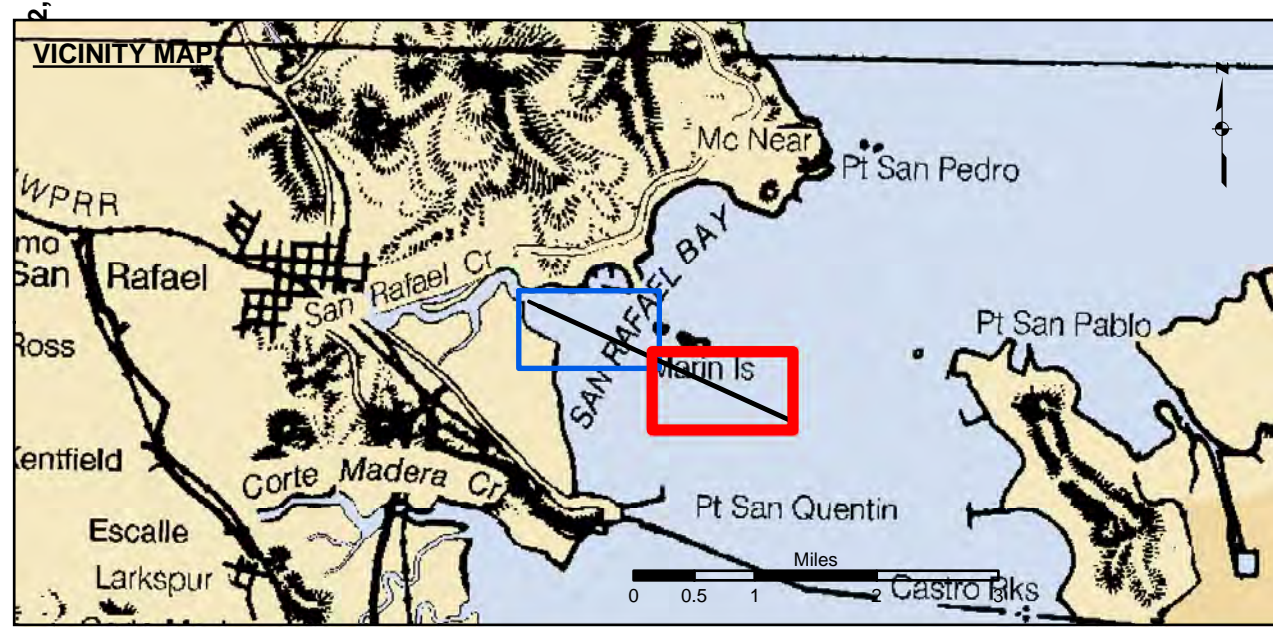 VICINITY MAP
N
Mc Near
Pt San Pedro
WPRR
San Rafael
San Rafael Cr
SAN RAFAEL BAY
Pt San Pablo
Ross
Marin Is
Kentfield
Corte Madera Cr
Pt San Quentin
Escalle
Miles
Larkspur
Castro Rks
0 0.5 1 2 3